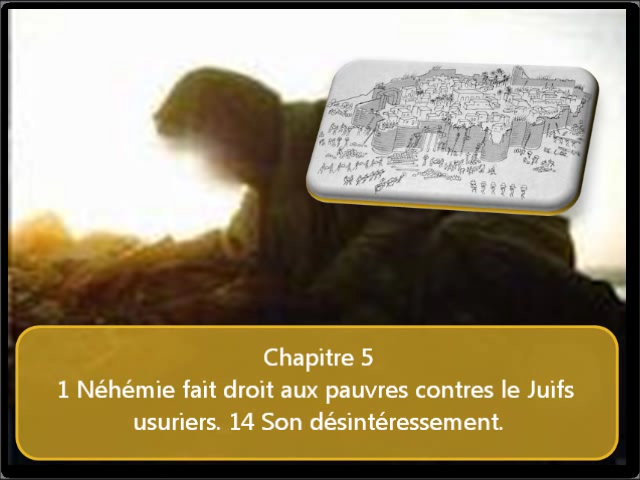 Chapitre 5
1 Néhémie fait droit aux pauvres contres le Juifs
usuriers. 14 Son désintéressement.